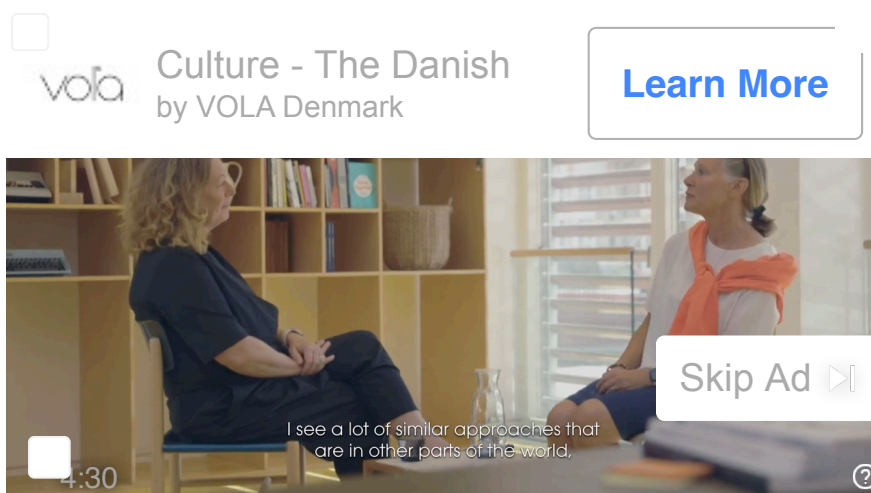 vola
Culture - The Danish
by VOLA Denmark
Learn More
Skip Ad
I see a lot of similar approaches that
are in other parts of the world,
4:30